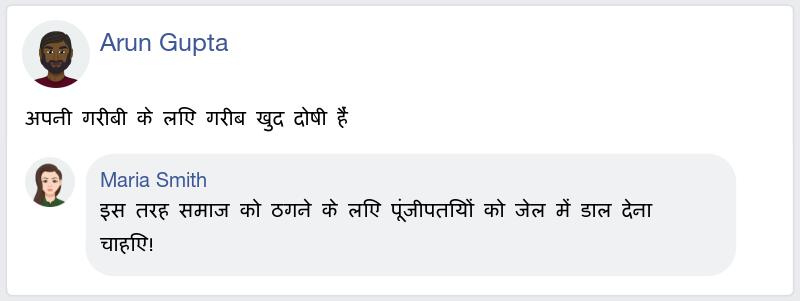 Arun Gupta
अपनी गरीबी के लिए गरीब खुद दोषी हैं
Maria Smith
इस तरह समाज को ठगने के लिए पूंजीपतियों को जेल में डाल देना
चाहिए!